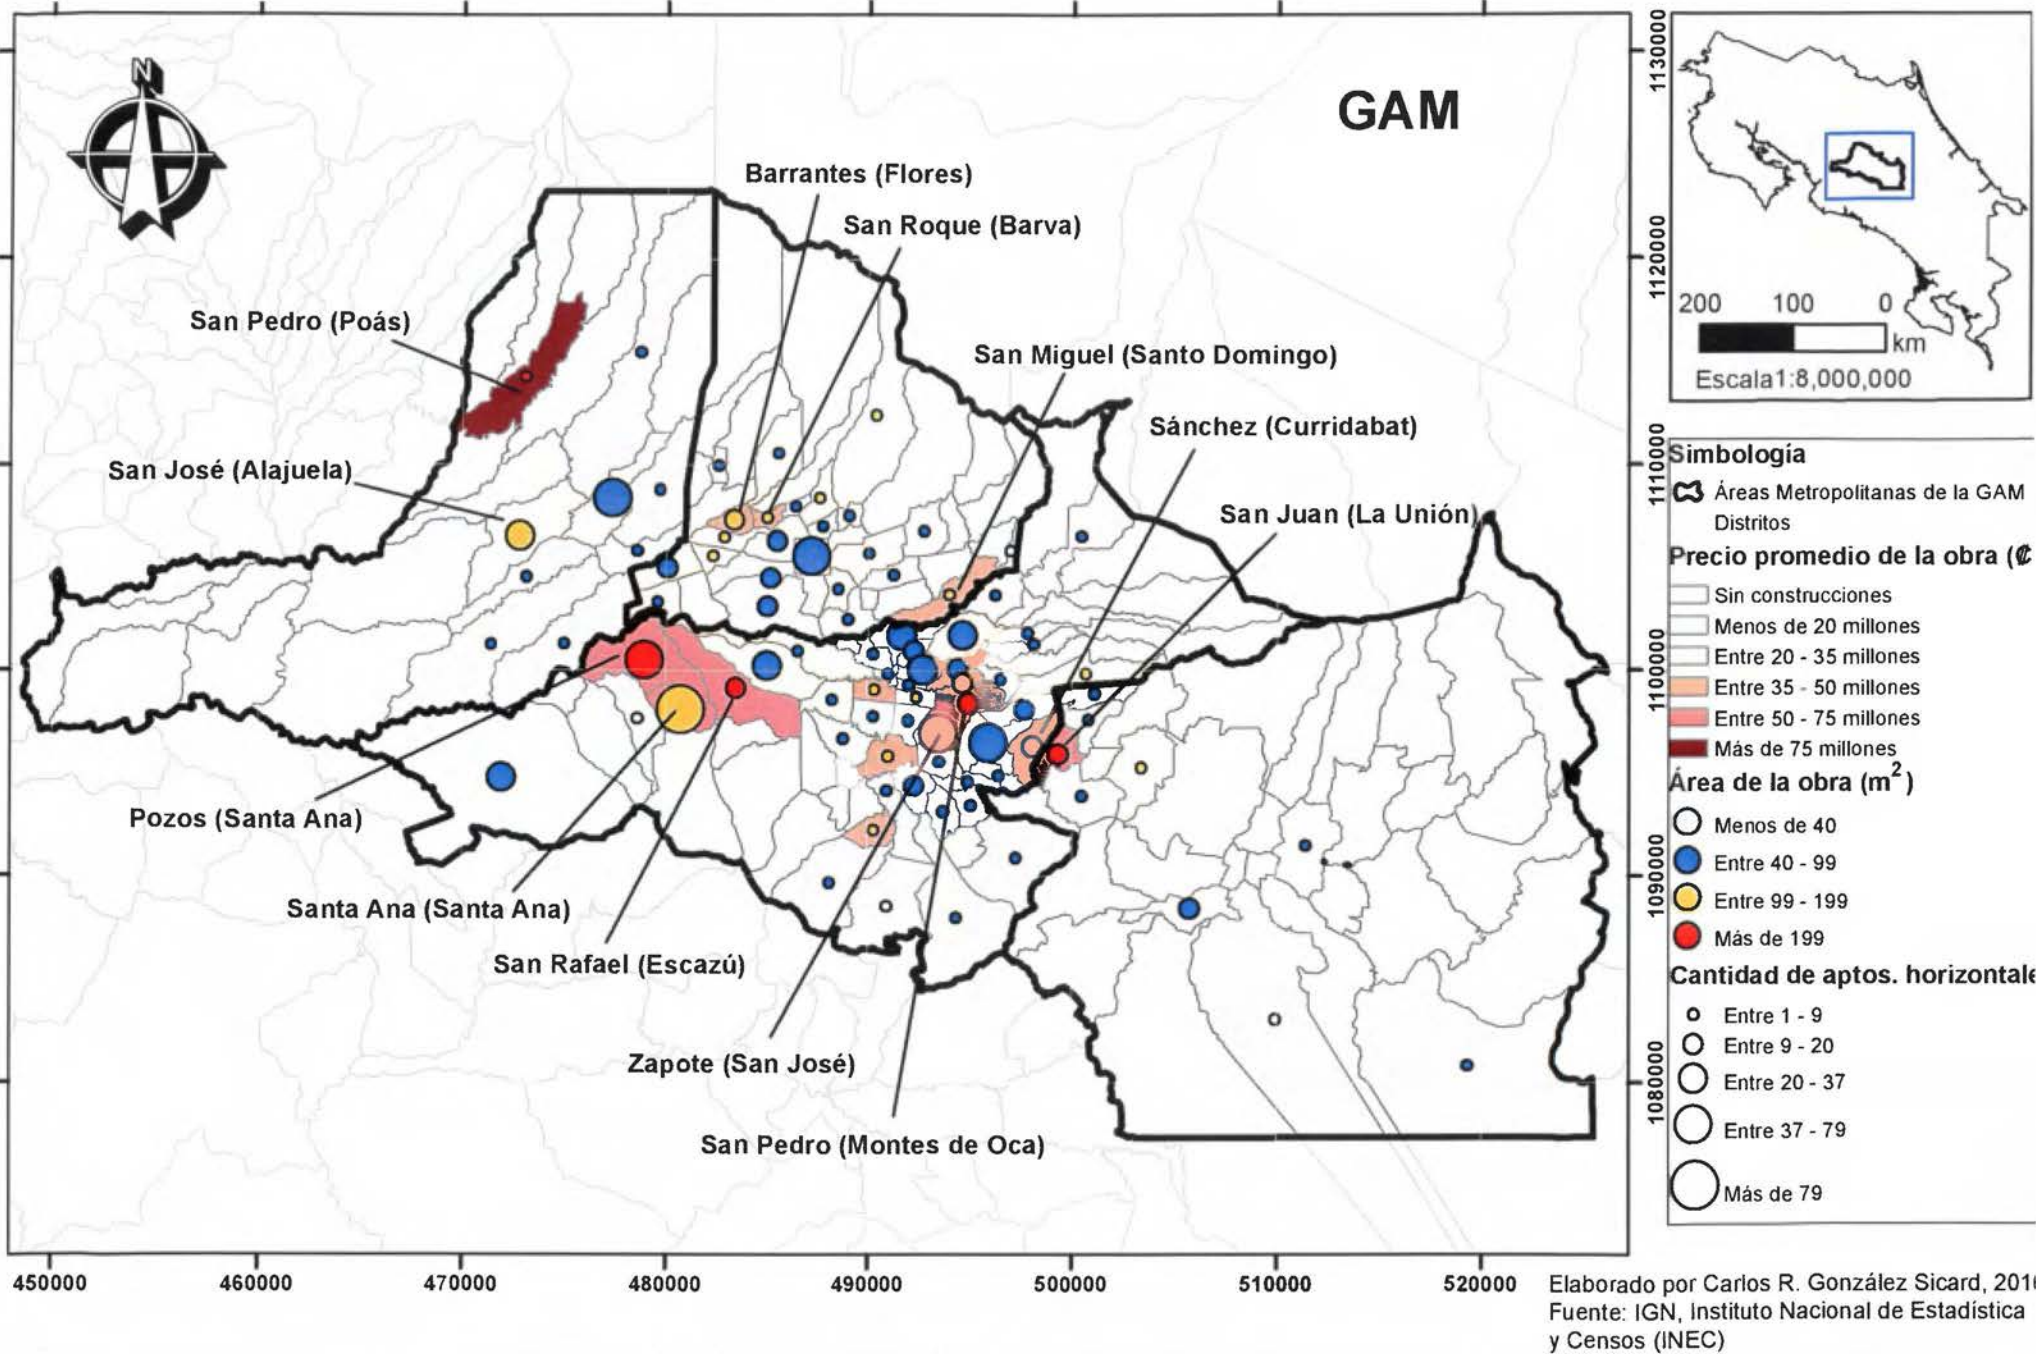 N
GAM
Barrantes (Flores)
San Roque (Barva)
San Pedro (Poás)
San Miguel (Santo Domingo)
Sánchez (Curridabat)
San José (Alajuela)
San Juan (La Unión)
Pozos (Santa Ana)
Santa Ana (Santa Ana)
San Rafael (Escazú)
Zapote (San José)
San Pedro (Montes de Oca)
450000
460000
470000
480000
490000
500000
510000
520000
1130000
1120000
1110000
1100000
1090000
1080000
200 100 0
km
Escala1:8,000,000
Simbología
Áreas Metropolitanas de la GAM
Distritos
Precio promedio de la obra (₡
Sin construcciones
Menos de 20 millones
Entre 20 - 35 millones
Entre 35 - 50 millones
Entre 50 - 75 millones
Más de 75 millones
Área de la obra (m²)
Menos de 40
Entre 40 - 99
Entre 99 - 199
Más de 199
Cantidad de aptos. horizontale
Entre 1 - 9
Entre 9 - 20
Entre 20 - 37
Entre 37 - 79
Más de 79
Elaborado por Carlos R. González Sicard, 2016
Fuente: IGN, Instituto Nacional de Estadística
y Censos (INEC)